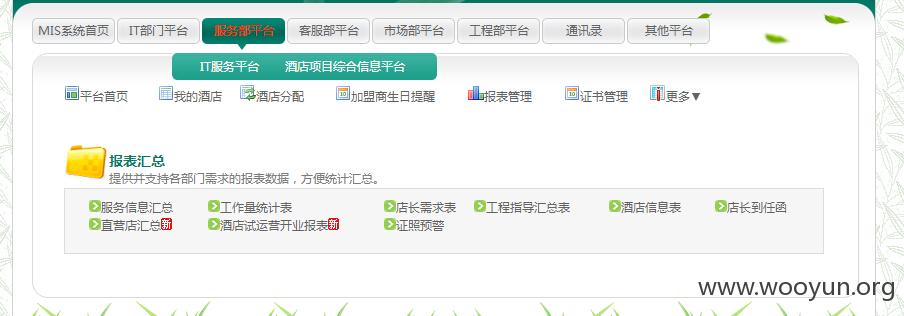 MIS系统首页 IT部门平台 服务部平台 客服部平台 市场部平台 工程部平台 通讯录 其他平台
IT服务平台 酒店项目综合信息平台
平台首页 我的酒店 酒店分配 加盟商生日提醒 报表管理 证书管理 更多▼
报表汇总
提供并支持各部门需求的报表数据，方便统计汇总。
服务信息汇总 工作量统计表 店长需求表 工程指导汇总表 酒店信息表 店长到任函
直营店汇总新 酒店试运营开业报表新 证照预警
www.wooyun.org